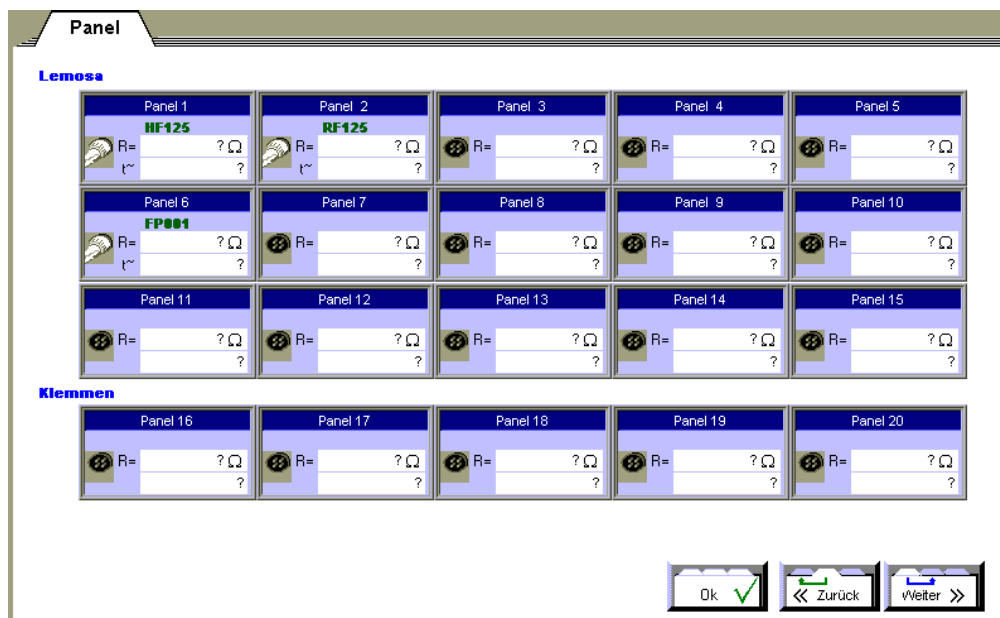 Panel
Lemosa
Panel 1 Panel 2 Panel 3 Panel 4 Panel 5
HF125 RF125
R= ? Ω R= ? Ω R= ? Ω R= ? Ω R= ? Ω
t~ ? t~ ? ? ? ?
Panel 6 Panel 7 Panel 8 Panel 9 Panel 10
FP001
R= ? Ω R= ? Ω R= ? Ω R= ? Ω R= ? Ω
t~ ? ? ? ? ?
Panel 11 Panel 12 Panel 13 Panel 14 Panel 15
R= ? Ω R= ? Ω R= ? Ω R= ? Ω R= ? Ω
? ? ? ? ?
Klemmen
Panel 16 Panel 17 Panel 18 Panel 19 Panel 20
R= ? Ω R= ? Ω R= ? Ω R= ? Ω R= ? Ω
? ? ? ? ?
Ok << Zurück Weiter >>